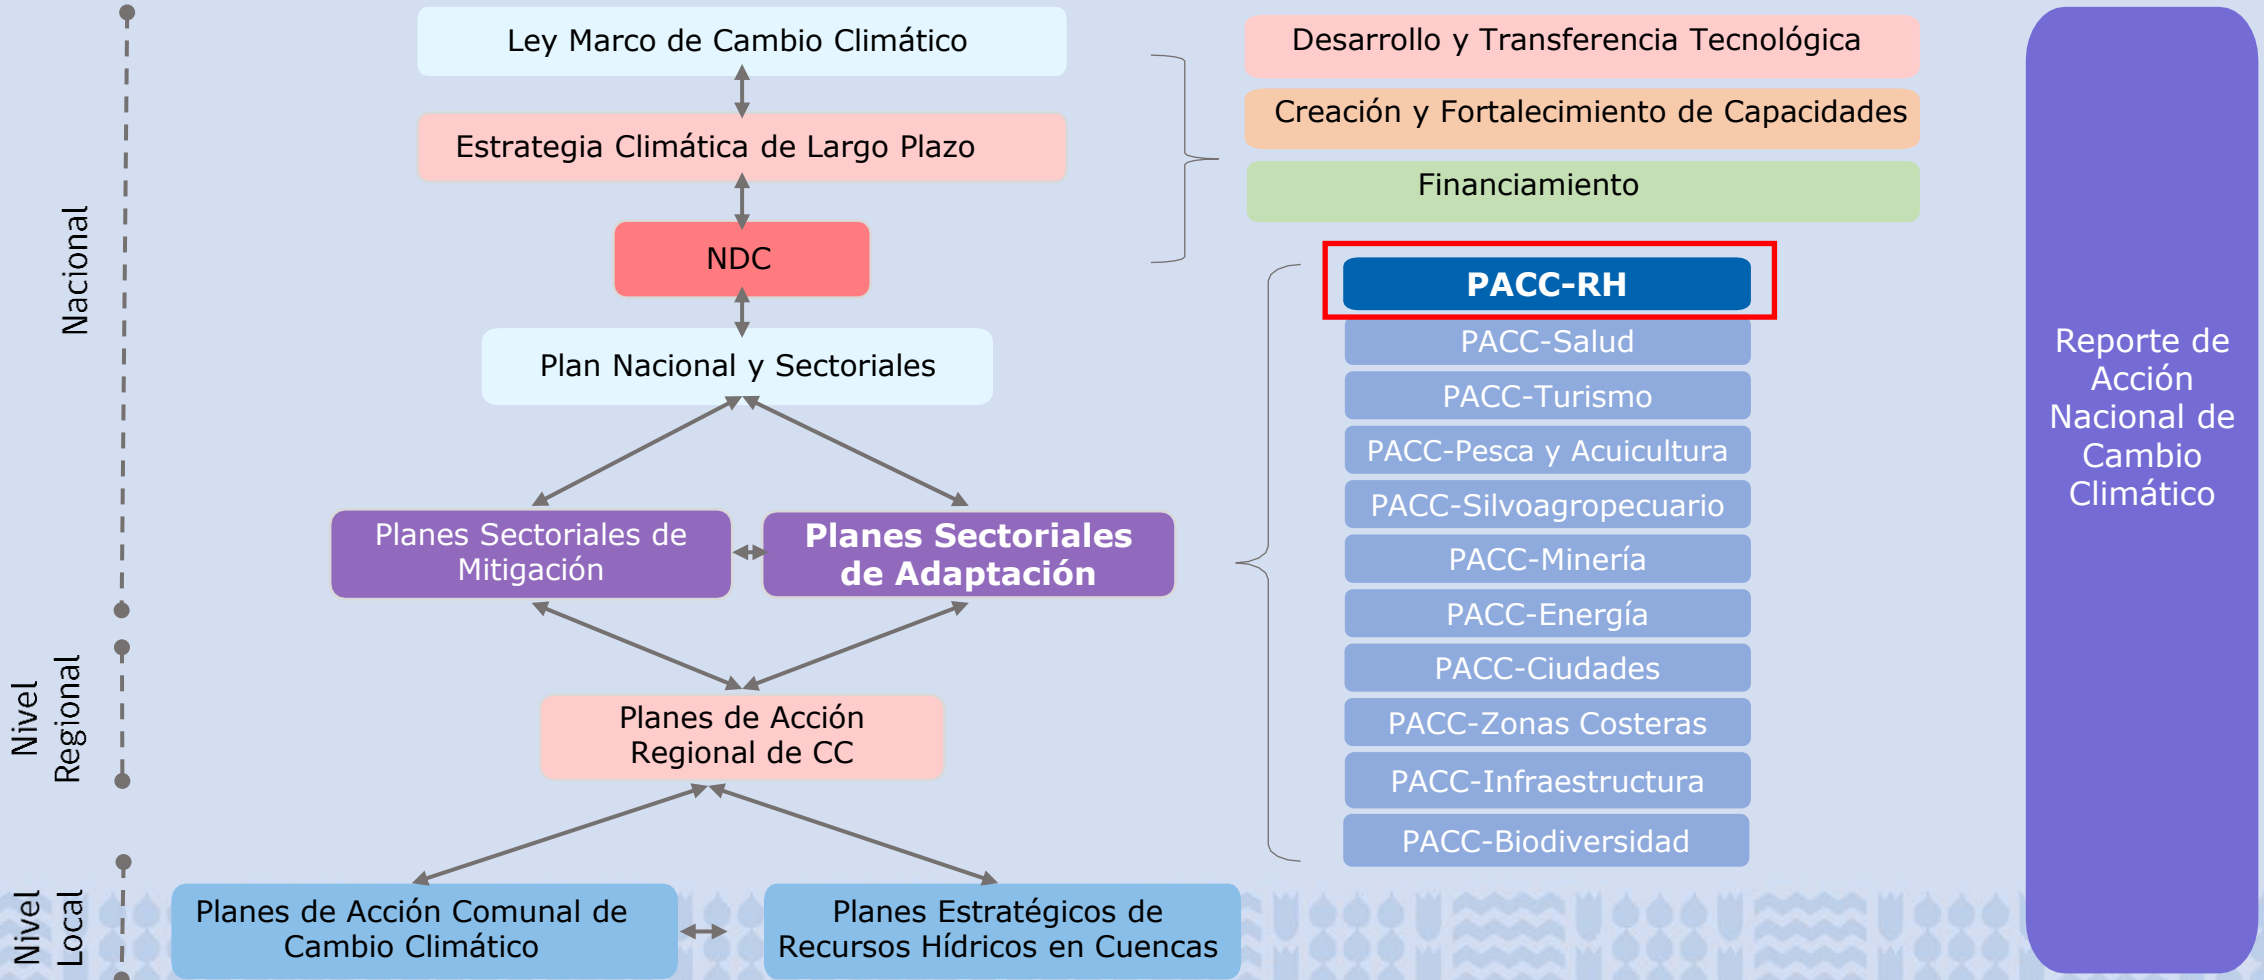 Nacional
Ley Marco de Cambio Climático
Estrategia Climática de Largo Plazo
NDC
Plan Nacional y Sectoriales
Planes Sectoriales de
Mitigación
Planes Sectoriales
de Adaptación
Nivel
Regional
Planes de Acción
Regional de CC
Nivel
Local
Planes de Acción Comunal de
Cambio Climático
Planes Estratégicos de
Recursos Hídricos en Cuencas
Desarrollo y Transferencia Tecnológica
Creación y Fortalecimiento de Capacidades
Financiamiento
PACC-RH
PACC-Salud
PACC-Turismo
PACC-Pesca y Acuicultura
PACC-Silvoagropecuario
PACC-Minería
PACC-Energía
PACC-Ciudades
PACC-Zonas Costeras
PACC-Infraestructura
PACC-Biodiversidad
Reporte de
Acción
Nacional de
Cambio
Climático